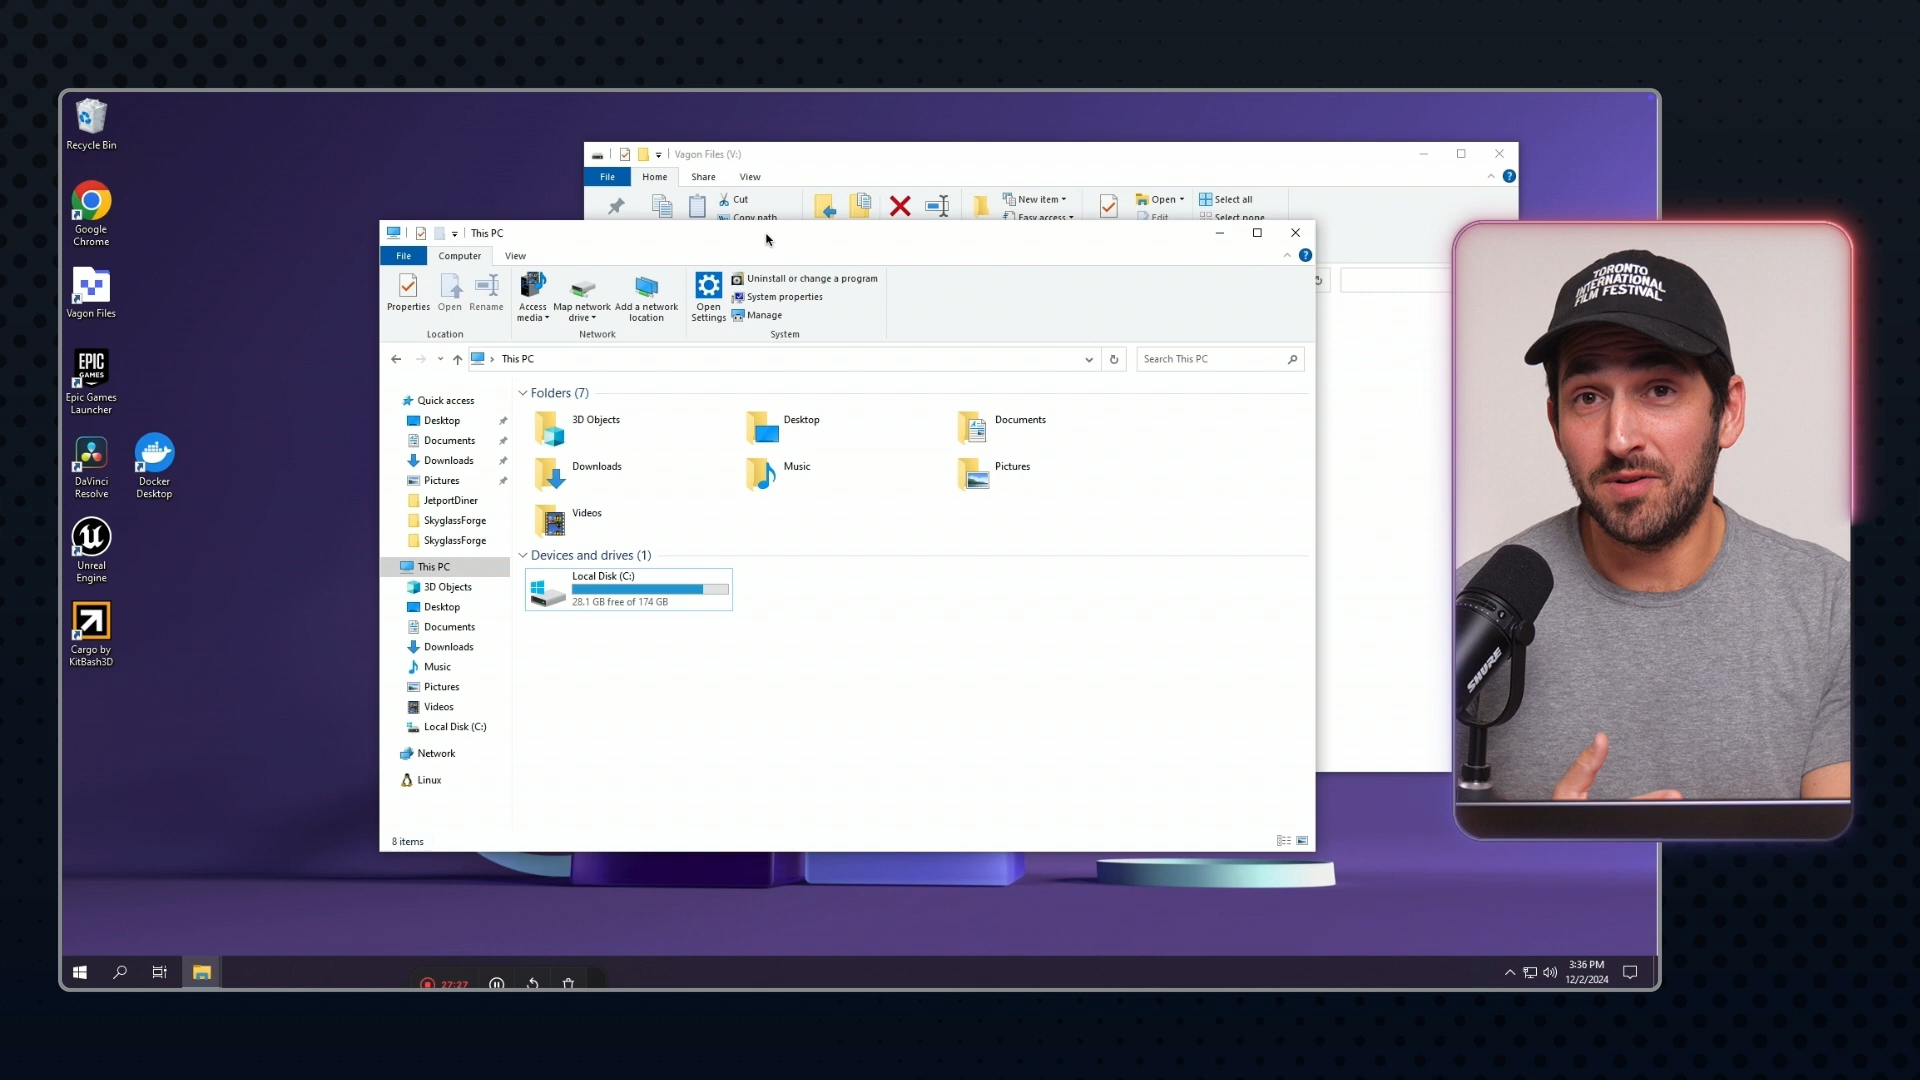 Recycle Bin
Google
Chrome
Vagon Files
EPIC
GAMES
Epic Games
Launcher
DaVinci
Resolve
Docker
Desktop
Unreal
Engine
Cargo by
KitBash3D
Vagon Files (V:)
File
Home
Share
View
Cut
Copy path
New item
Easy access
Open
Edit
Select all
Select none
This PC
File
Computer
View
Properties
Open
Rename
Location
Access
media
Map network
drive
Add a network
location
Network
Open
Settings
Uninstall or change a program
System properties
Manage
System
This PC
Search This PC
Quick access
Desktop
Documents
Downloads
Pictures
JetportDiner
SkyglassForge
SkyglassForge
This PC
3D Objects
Desktop
Documents
Downloads
Music
Pictures
Videos
Local Disk (C:)
Network
Linux
Folders (7)
3D Objects
Desktop
Documents
Downloads
Music
Pictures
Videos
Devices and drives (1)
Local Disk (C:)
28.1 GB free of 174 GB
8 items
TORONTO
INTERNATIONAL
FILM FESTIVAL
SHURE
27:27
3:36 PM
12/2/2024